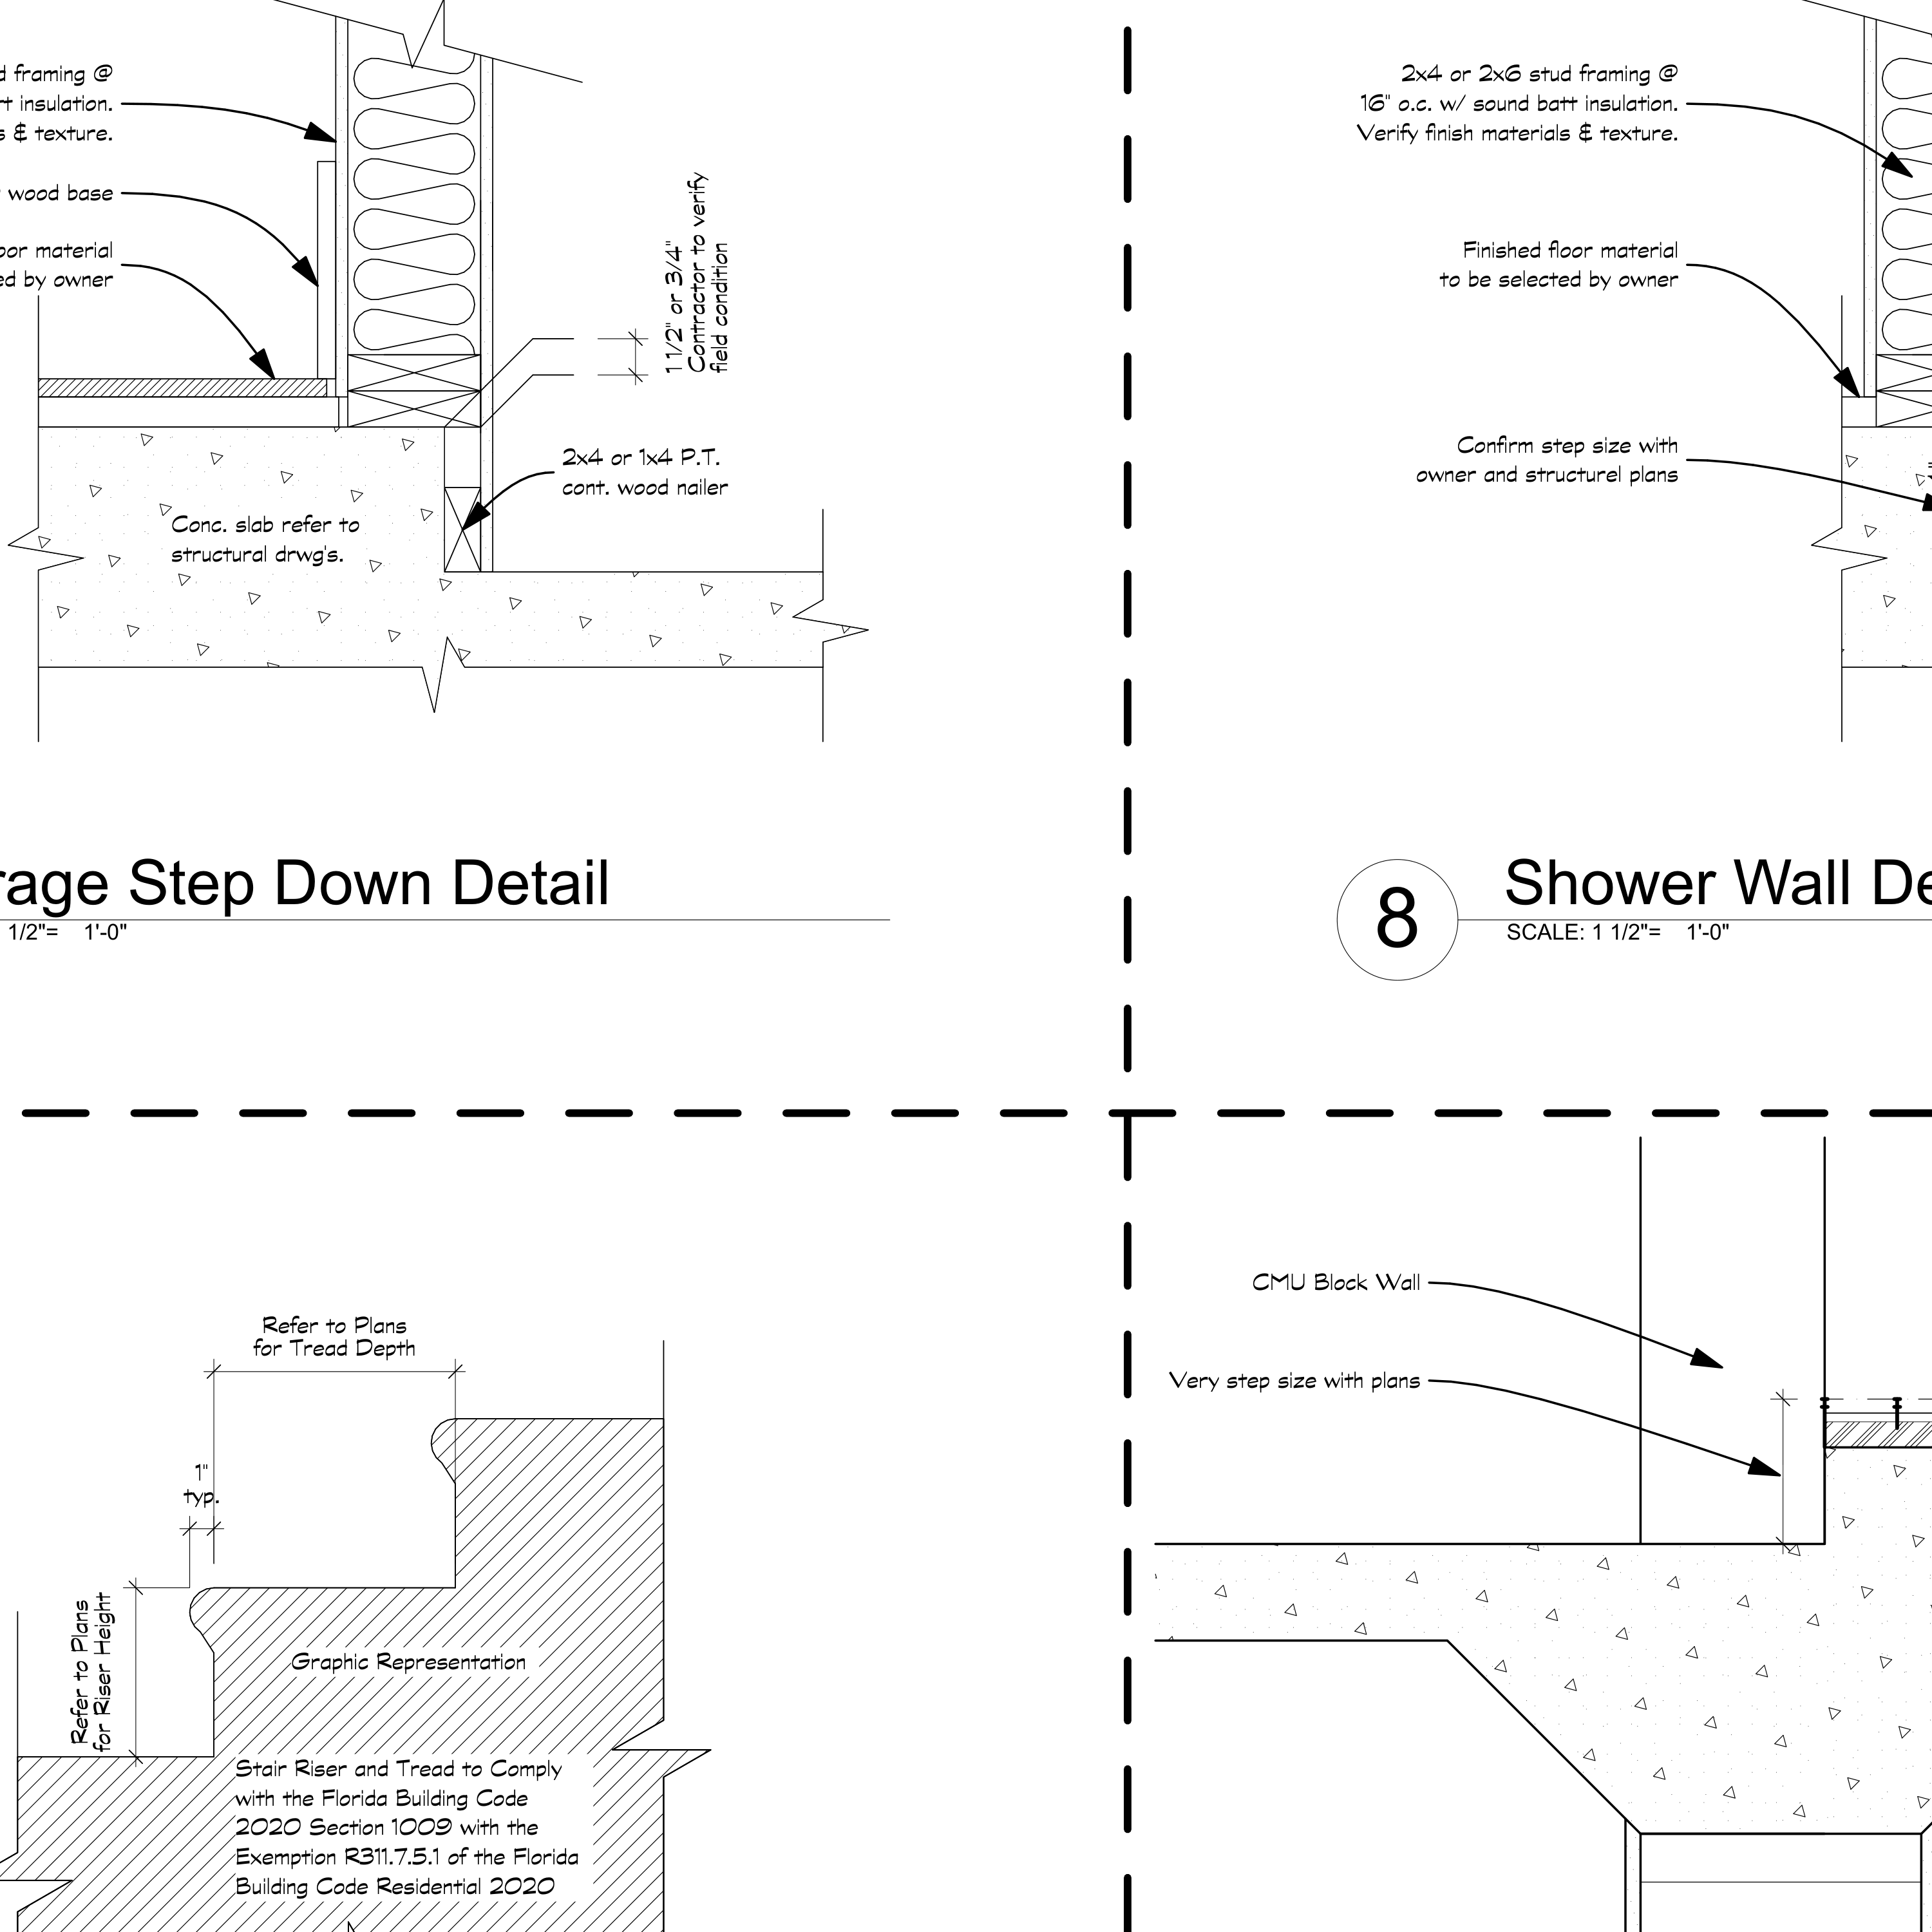 framing @
insulation.
& texture.
wood base
material
by owner
1 1/2" or 3/4"
Contractor to verify
field condition
2x4 or 1x4 P.T.
cont. wood nailer
Conc. slab refer to
structural drwg's.
Step Down Detail
1/2"= 1'-0"
2x4 or 2x6 stud framing @
16" o.c. w/ sound batt insulation.
Verify finish materials & texture.
Finished floor material
to be selected by owner
Confirm step size with
owner and structurel plans
8
Shower Wall
SCALE: 1 1/2"= 1'-0"
Refer to Plans
for Tread Depth
1"
typ.
Refer to Plans
for Riser Height
Graphic Representation
Stair Riser and Tread to Comply
with the Florida Building Code
2020 Section 1009 with the
Exemption R311.7.5.1 of the Florida
Building Code Residential 2020
CMU Block Wall
Very step size with plans